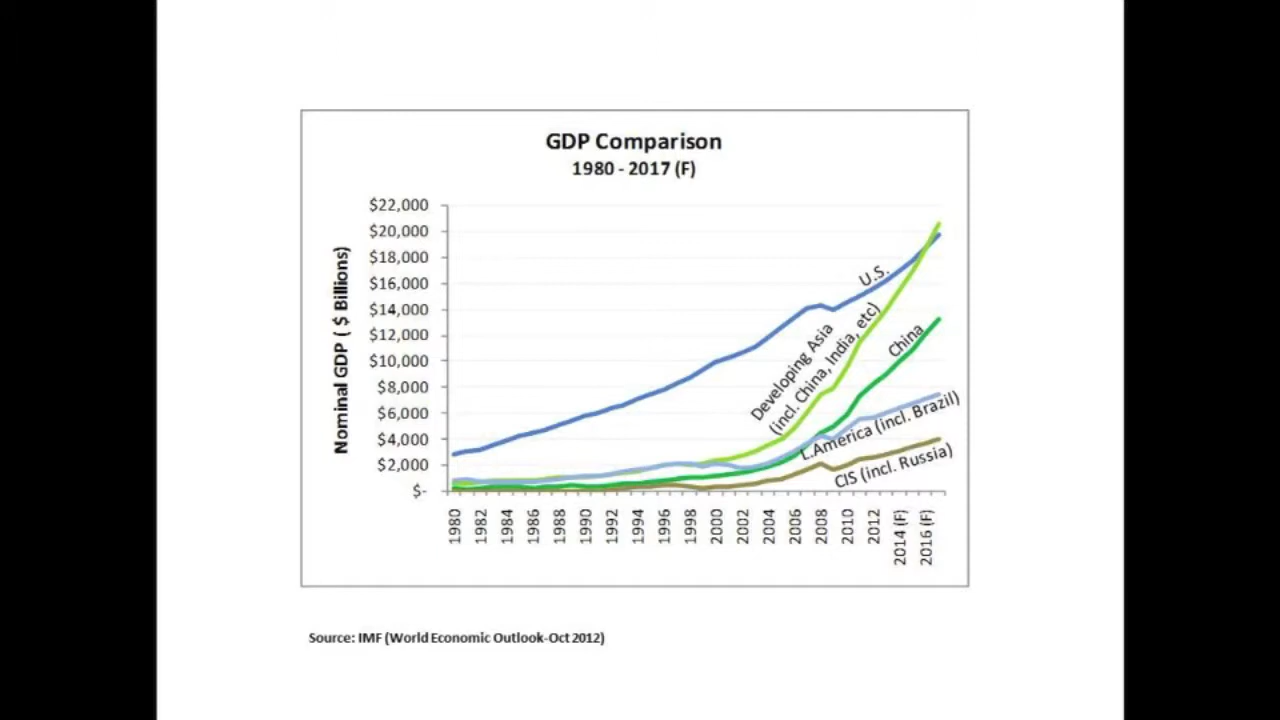 GDP Comparison
1980 - 2017 (F)
Nominal GDP ( $ Billions)
$22,000
$20,000
$18,000
$16,000
$14,000
$12,000
$10,000
$8,000
$6,000
$4,000
$2,000
$-
U.S.
Developing Asia
(incl. China, India, etc)
China
L.America (incl. Brazil)
CIS (incl. Russia)
1980
1982
1984
1986
1988
1990
1992
1994
1996
1998
2000
2002
2004
2006
2008
2010
2012
2014 (F)
2016 (F)
Source: IMF (World Economic Outlook-Oct 2012)